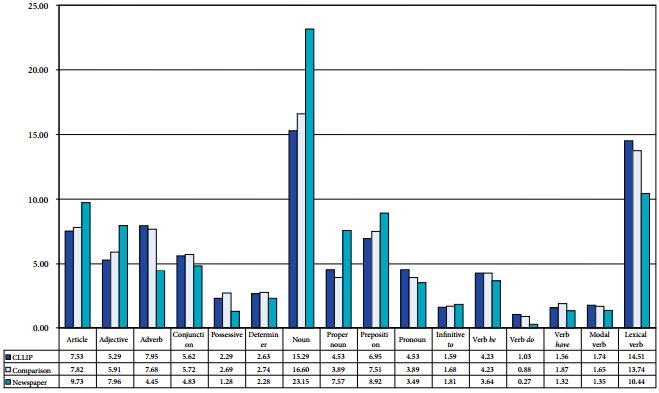 25.00
20.00
15.00
10.00
5.00
0.00
Article Adjective Adverb Conjuncti on Possessive Determin er Noun Proper noun Prepositi on Pronoun Infinitive to Verb be Verb do Verb have Modal verb Lexical verb
CLLIP 7.53 5.29 7.95 5.62 2.29 2.63 15.29 4.53 6.95 4.53 1.59 4.23 1.03 1.56 1.74 14.51
Comparison 7.82 5.91 7.68 5.72 2.69 2.74 16.60 3.89 7.51 3.89 1.68 4.23 0.88 1.87 1.65 13.74
Newspaper 9.73 7.96 4.45 4.83 1.28 2.28 23.15 7.57 8.92 3.49 1.81 3.64 0.27 1.32 1.35 10.44